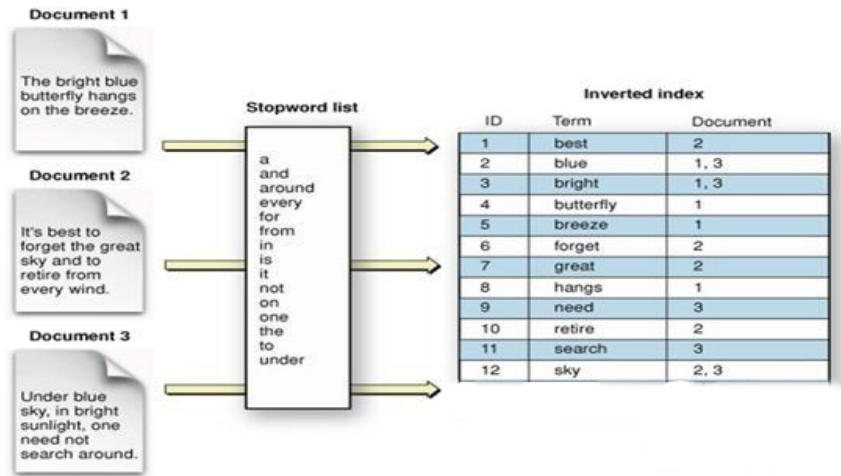 Document 1
The bright blue
butterfly hangs
on the breeze.
Document 2
It's best to
forget the great
sky and to
retire from
every wind.
Document 3
Under blue
sky, in bright
sunlight, one
need not
search around.
Stopword list
a
and
around
every
for
from
in
is
it
not
on
one
the
to
under
Inverted index
ID Term Document
1 best 2
2 blue 1, 3
3 bright 1, 3
4 butterfly 1
5 breeze 1
6 forget 2
7 great 2
8 hangs 1
9 need 3
10 retire 2
11 search 3
12 sky 2, 3